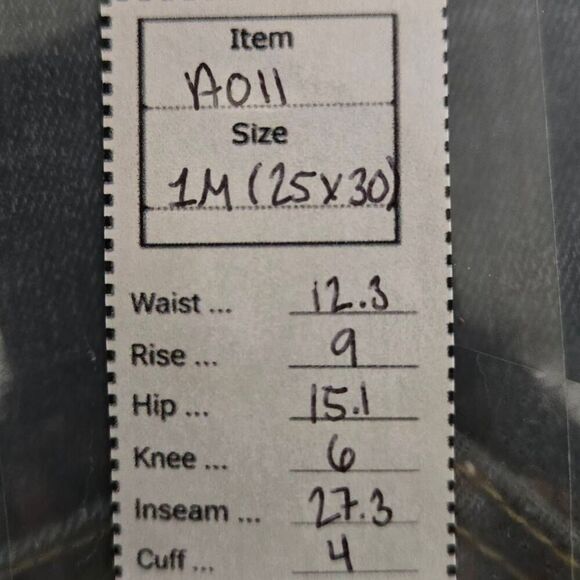 Item
A011
Size
1M (25x30)
Waist ... 12.3
Rise ... 9
Hip ... 15.1
Knee ... 6
Inseam ... 27.3
Cuff ... 4